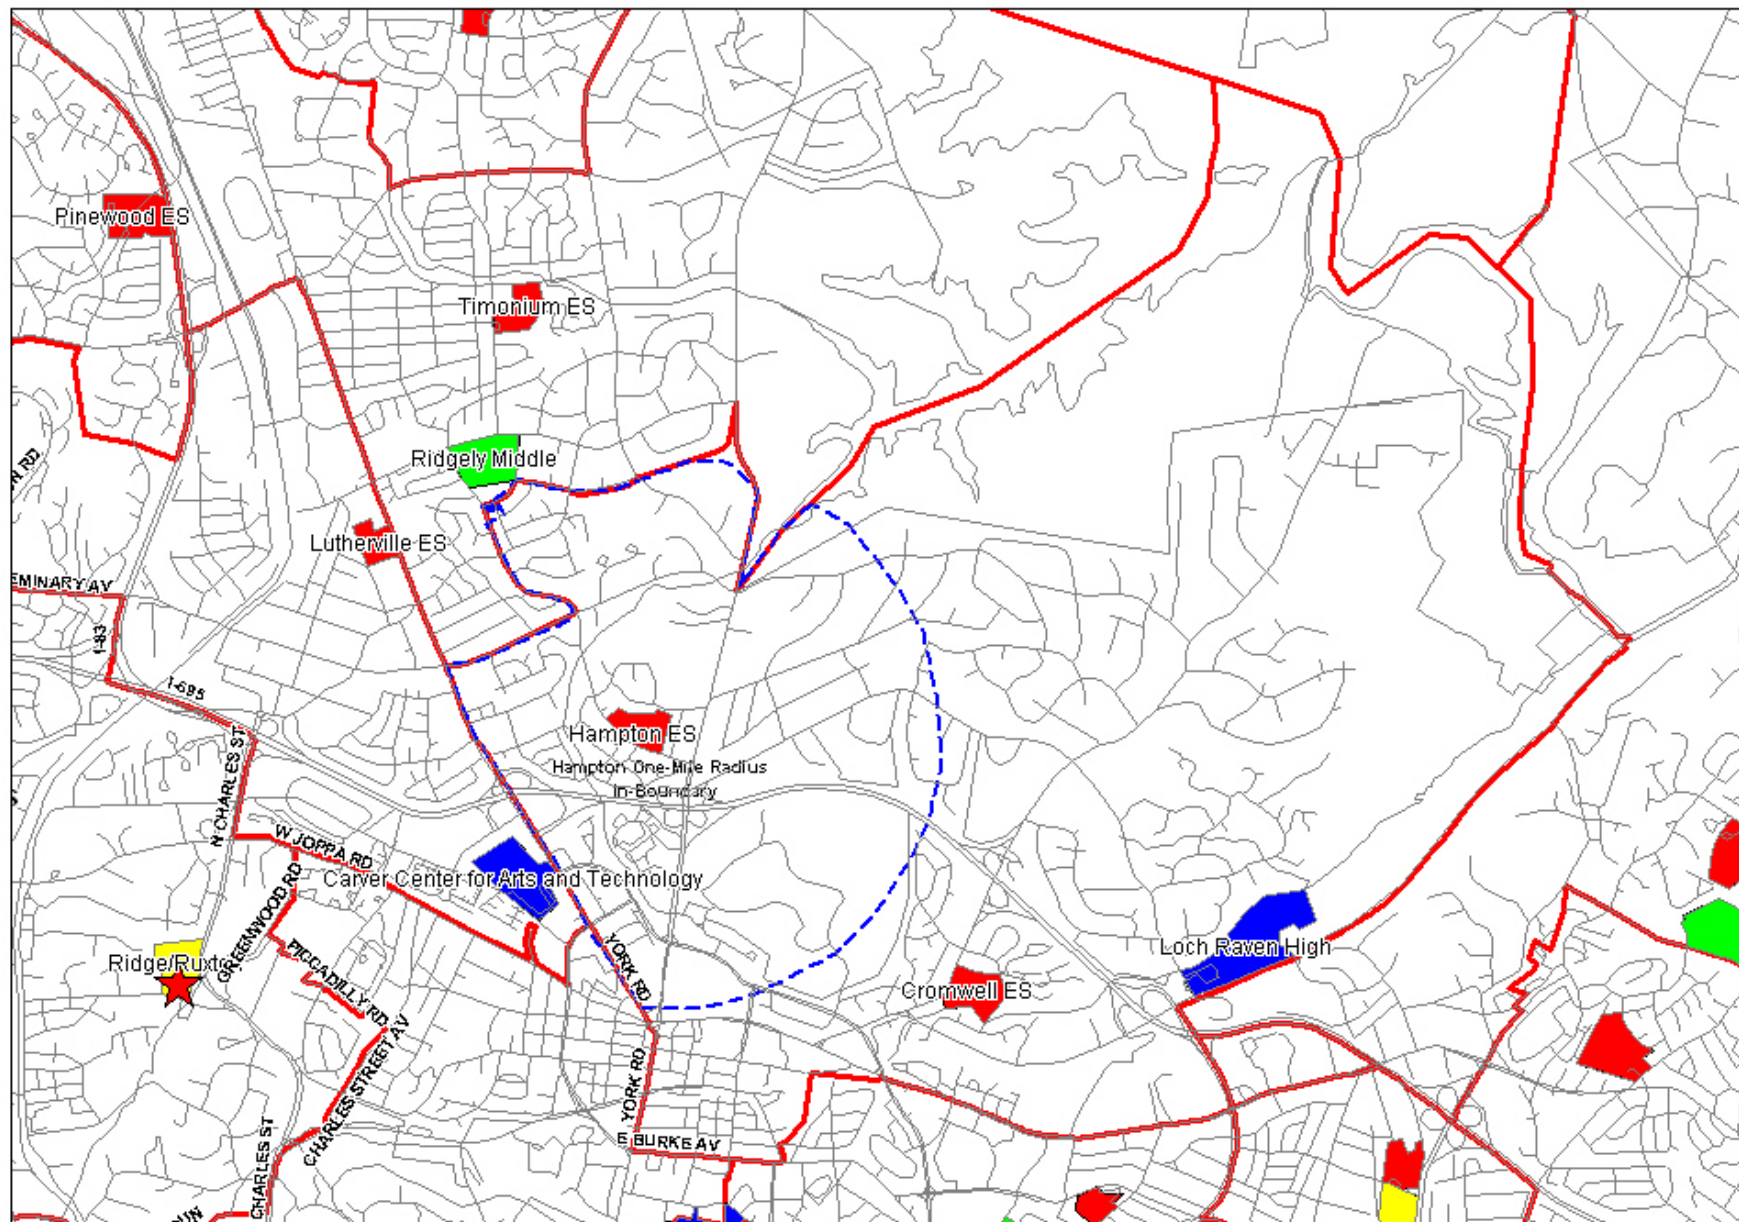 Pinewood ES
Timonium ES
Ridgely Middle
Lutherville ES
EMINARY AV
I-83
I-695
Hampton ES
Hampton One-Mile Radius
In-Boundary
N CHARLES ST
W JOPPA RD
Carver Center for Arts and Technology
GREENWOOD RD
YORK RD
Loch Raven High
Ridge/Ruxto
PICCADILLY RD
Cromwell ES
CHARLES STREET AV
YORK RD
E BURKE AV
CHARLES ST